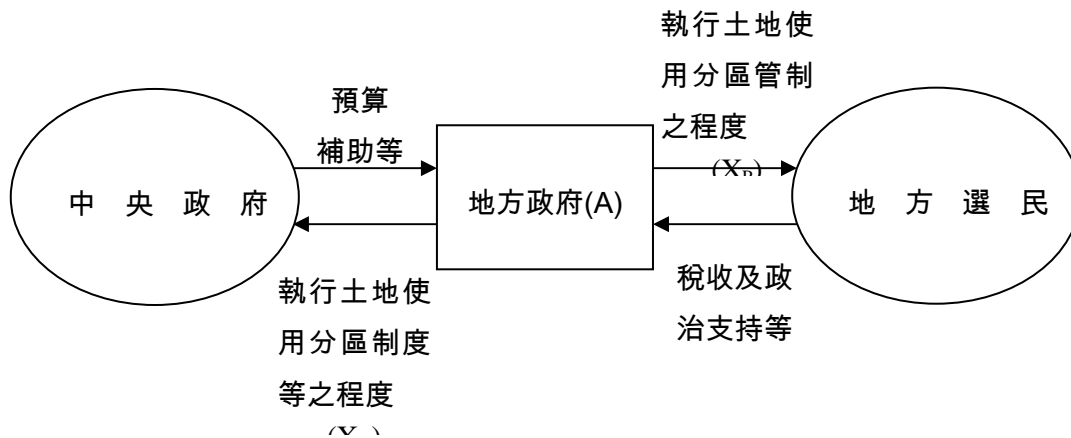 執行土地使
用分區管制
之程度
預算
補助等
中央政府
地方政府(A)
地方選民
執行土地使
用分區制度
等之程度
稅收及政
治支持等